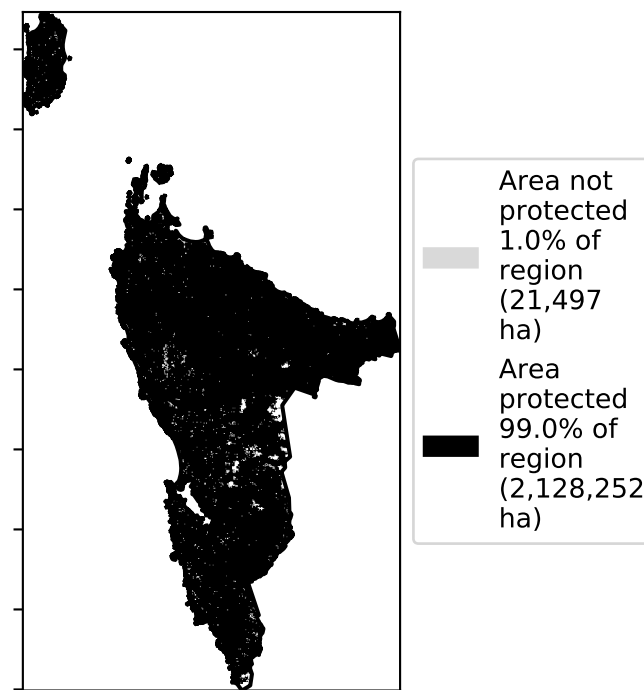 Area not
protected
1.0% of
region
(21,497
ha)
Area
protected
99.0% of
region
(2,128,252
ha)